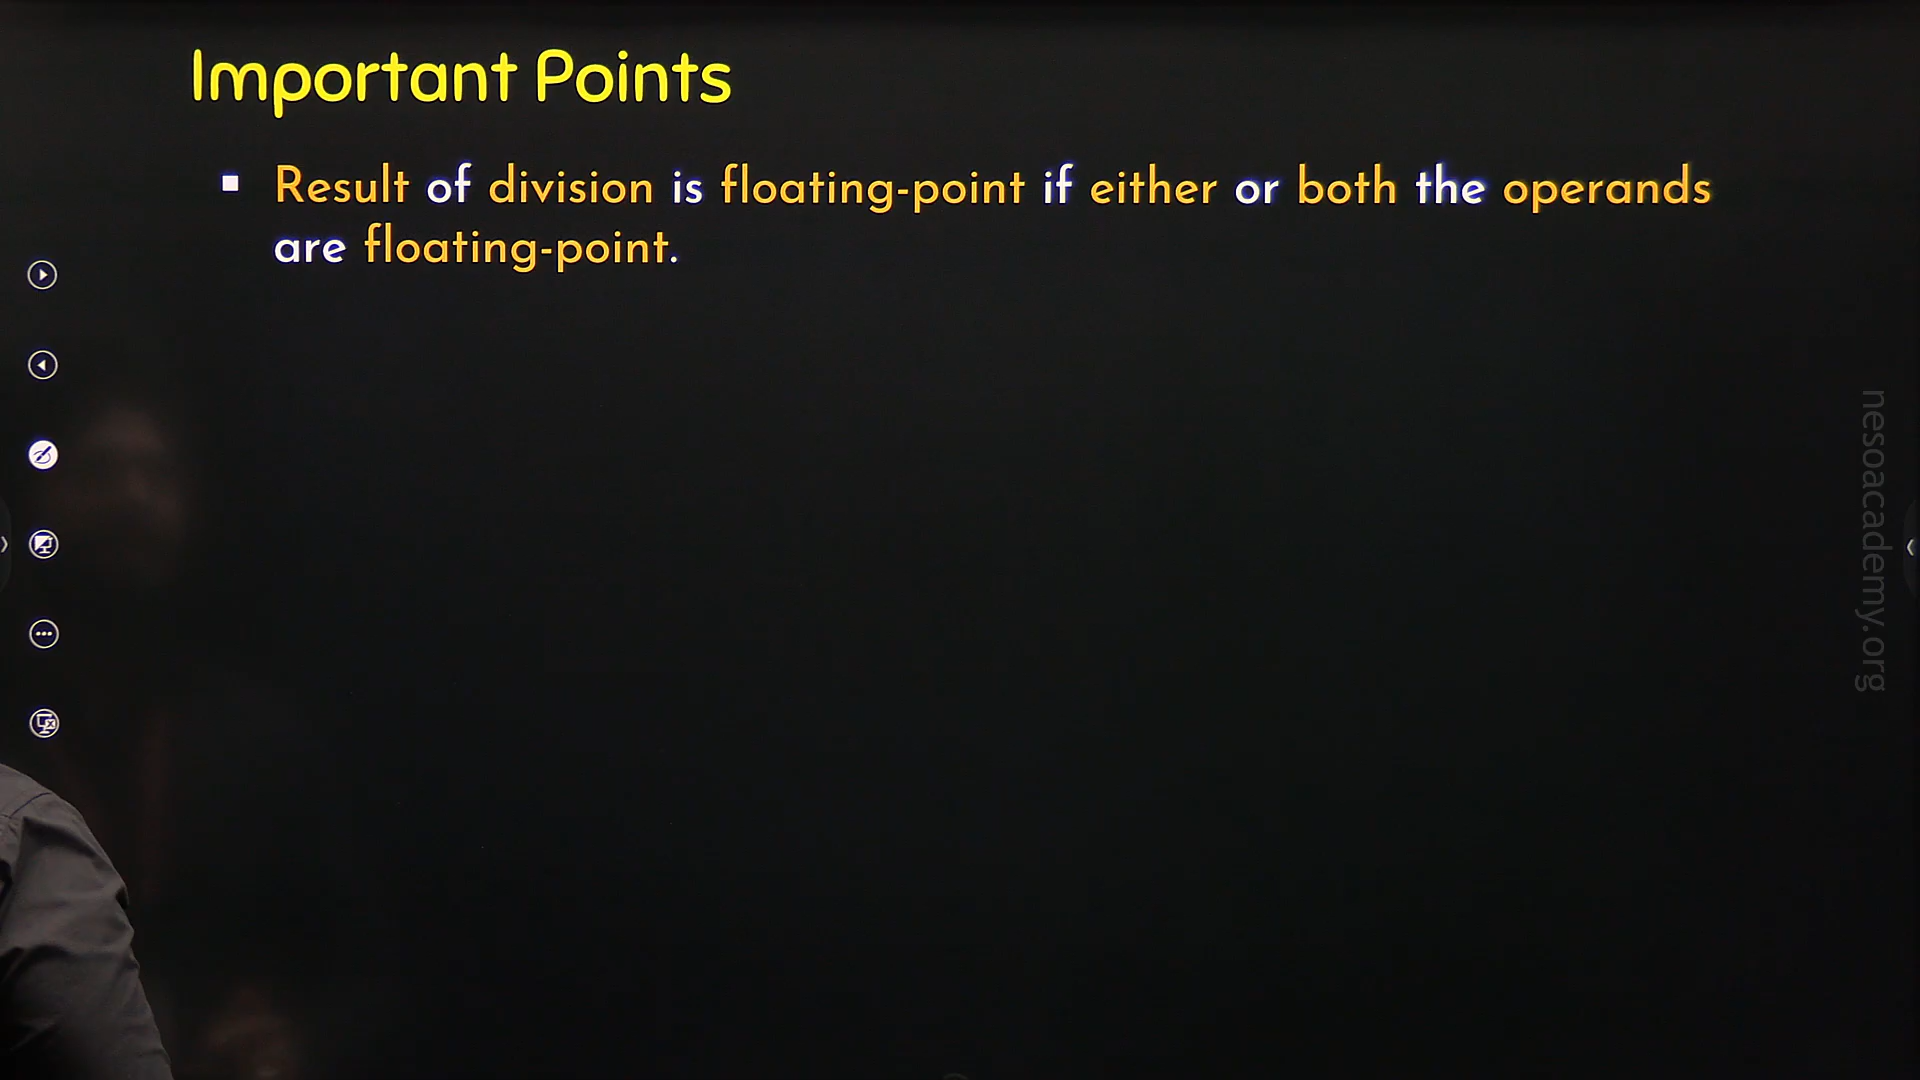 Important Points
▪ Result of division is floating-point if either or both the operands
are floating-point.
nesoacademy.org